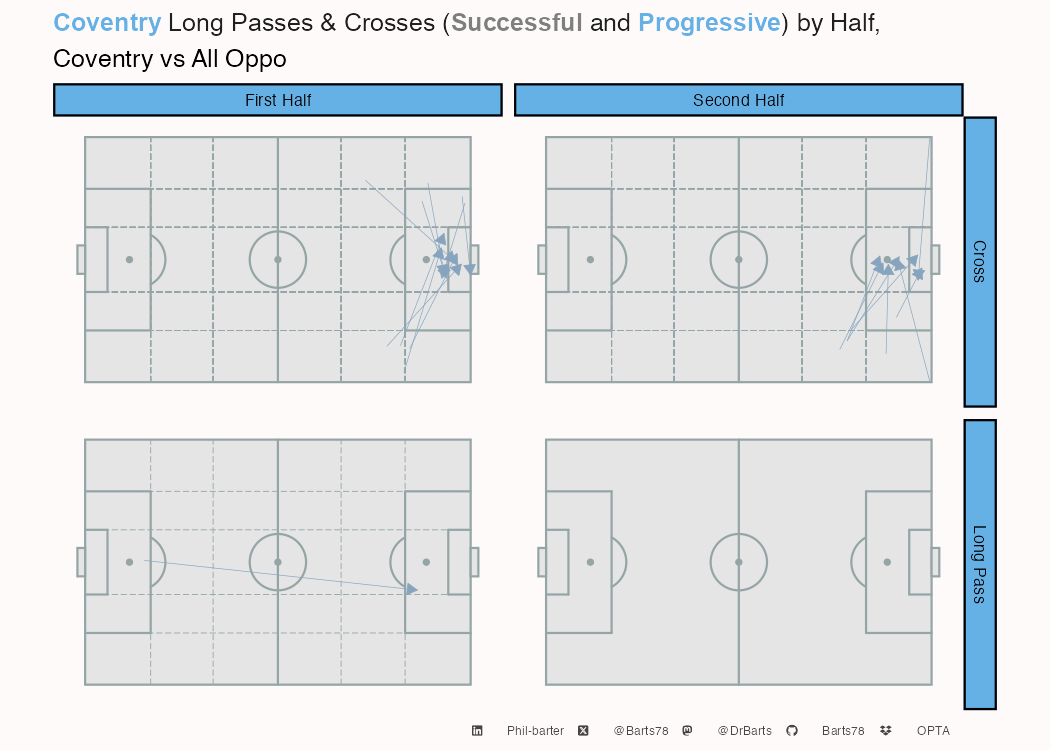 Coventry Long Passes & Crosses (Successful and Progressive) by Half,
Coventry vs All Oppo
First Half
Second Half
Cross
Long Pass
Phil-barter @Barts78 @DrBarts Barts78 OPTA